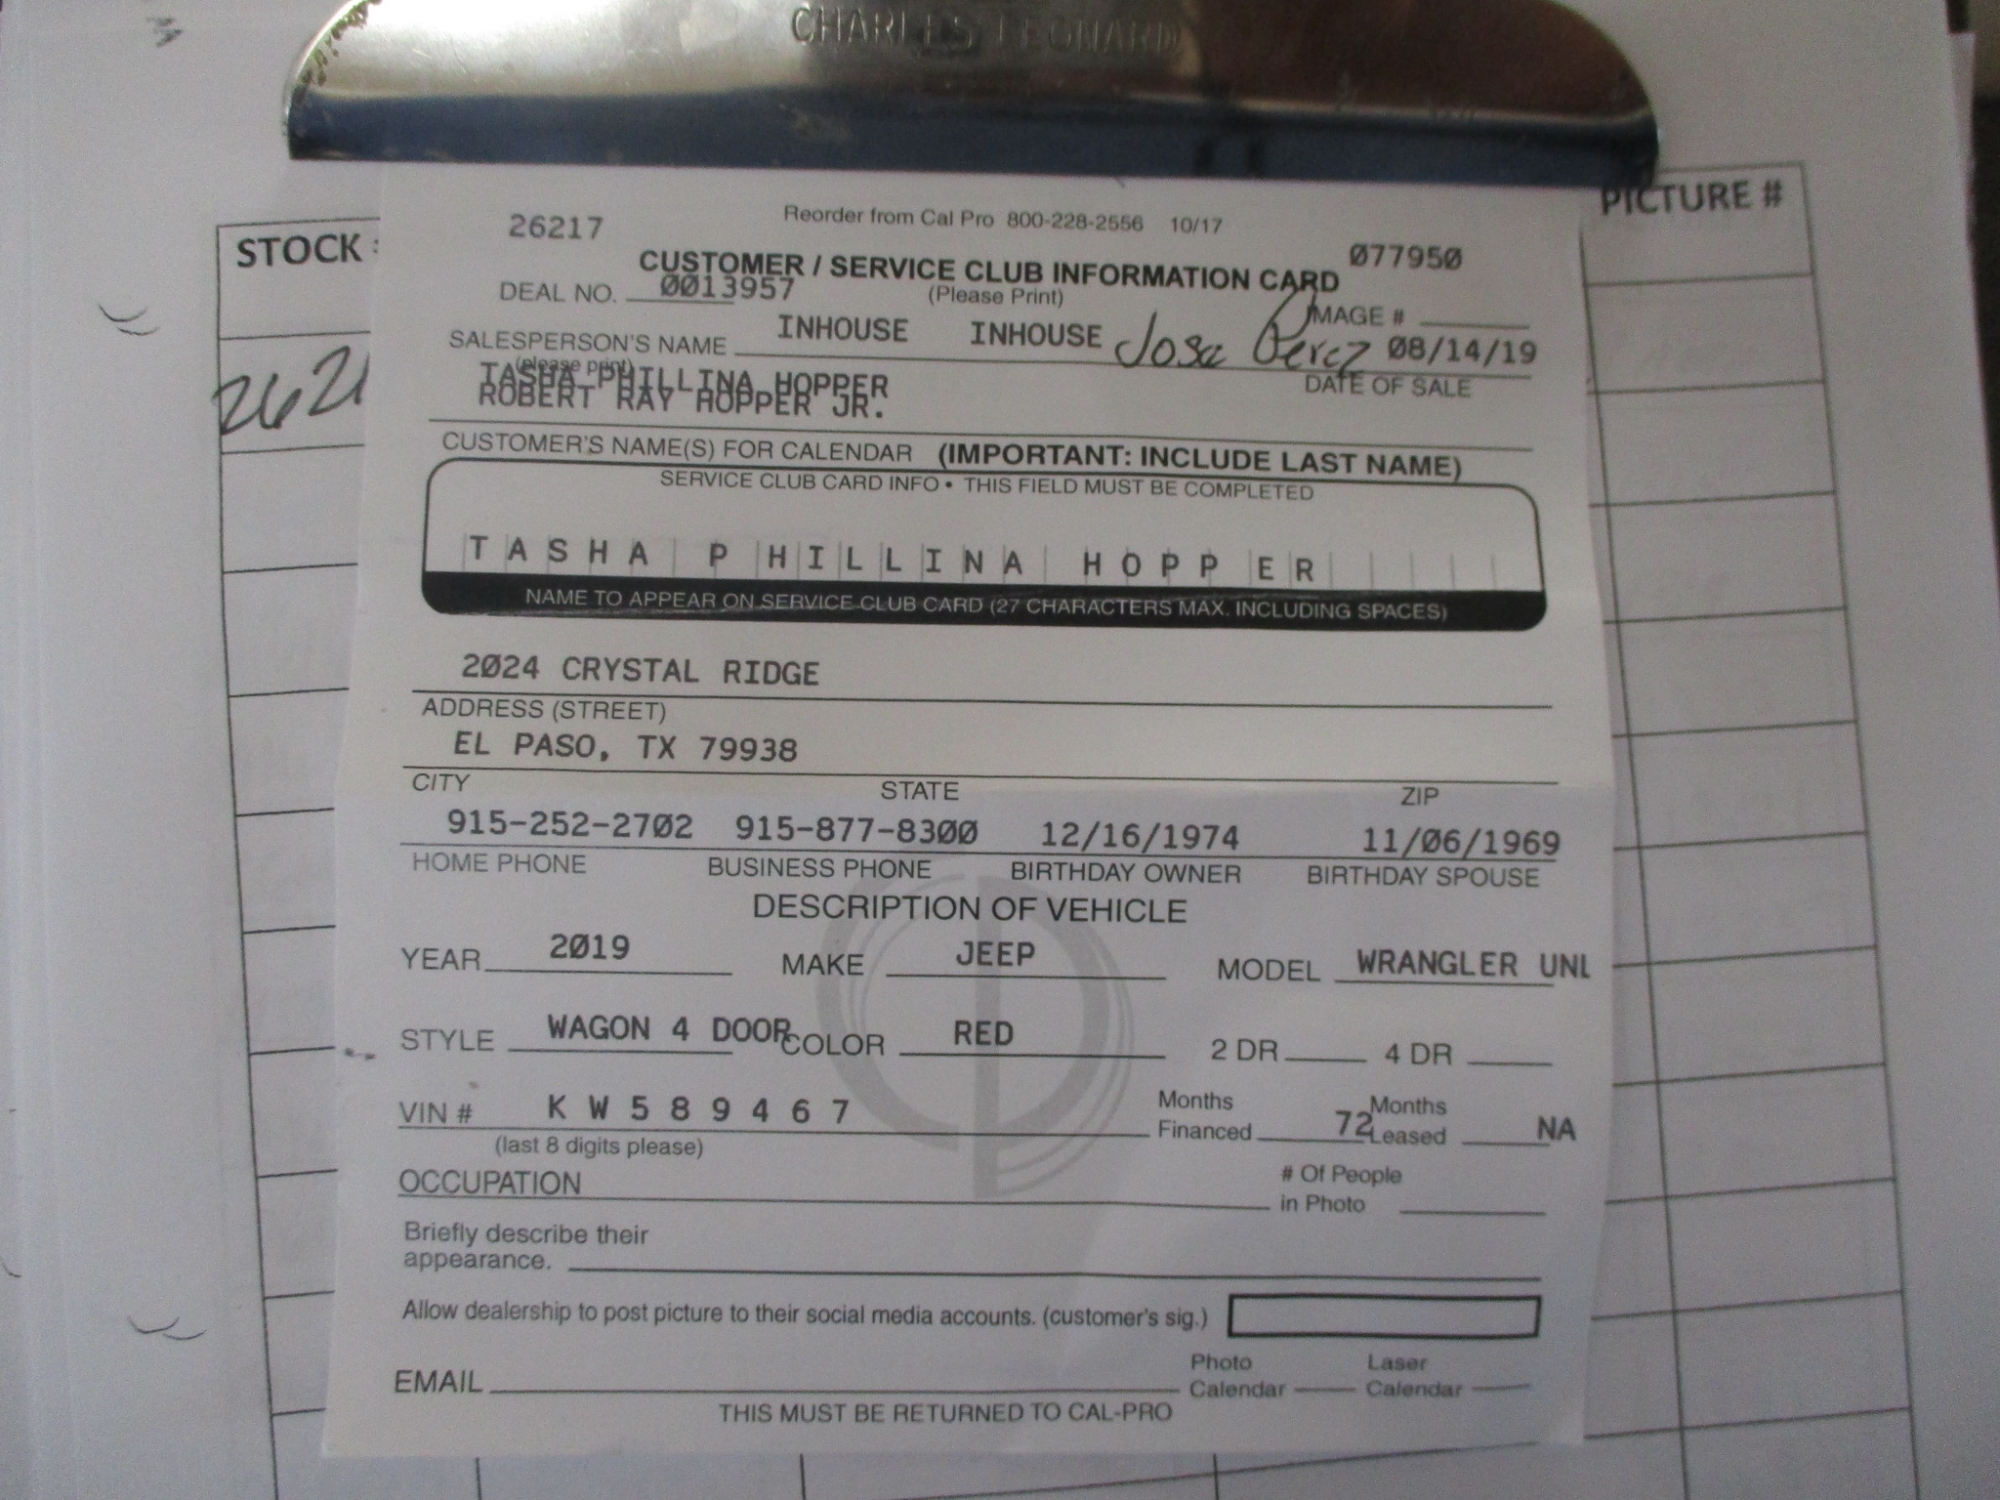 CHARLES LEONARD
PICTURE #
STOCK
2621
26217
Reorder from Cal Pro 800-228-2556 10/17
077950
CUSTOMER / SERVICE CLUB INFORMATION CARD
DEAL NO. 0013957 (Please Print)
IMAGE #
SALESPERSON'S NAME INHOUSE INHOUSE Jose Perez 08/14/19
(please print) DATE OF SALE
TASHA PHILLINA HOPPER
ROBERT RAY HOPPER JR.
CUSTOMER'S NAME(S) FOR CALENDAR (IMPORTANT: INCLUDE LAST NAME)
SERVICE CLUB CARD INFO • THIS FIELD MUST BE COMPLETED
TASHA PHILLINA HOPPER
NAME TO APPEAR ON SERVICE CLUB CARD (27 CHARACTERS MAX. INCLUDING SPACES)
2024 CRYSTAL RIDGE
ADDRESS (STREET)
EL PASO, TX 79938
CITY STATE ZIP
915-252-2702 915-877-8300 12/16/1974 11/06/1969
HOME PHONE BUSINESS PHONE BIRTHDAY OWNER BIRTHDAY SPOUSE
DESCRIPTION OF VEHICLE
YEAR 2019 MAKE JEEP MODEL WRANGLER UNL
STYLE WAGON 4 DOOR COLOR RED 2 DR 4 DR
VIN # K W 5 8 9 4 6 7 Months Financed 72 Months Leased NA
(last 8 digits please)
OCCUPATION # Of People in Photo
Briefly describe their
appearance.
Allow dealership to post picture to their social media accounts. (customer's sig.)
EMAIL Photo Calendar Laser Calendar
THIS MUST BE RETURNED TO CAL-PRO